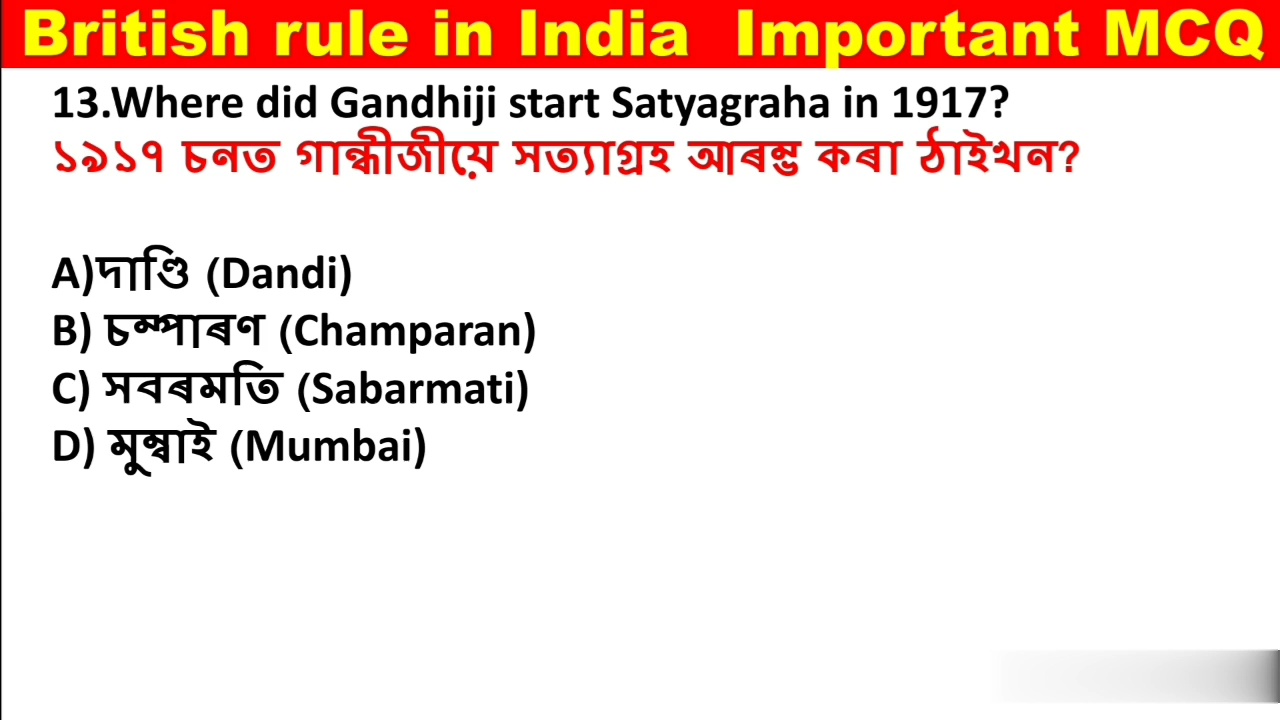 British rule in India Important MCQ
13.Where did Gandhiji start Satyagraha in 1917?
১৯১৭ চনত গান্ধীজীয়ে সত্যাগ্ৰহ আৰম্ভ কৰা ঠাইখন?
A)দাণ্ডি (Dandi)
B) চম্পাৰণ (Champaran)
C) সবৰমতি (Sabarmati)
D) মুম্বাই (Mumbai)